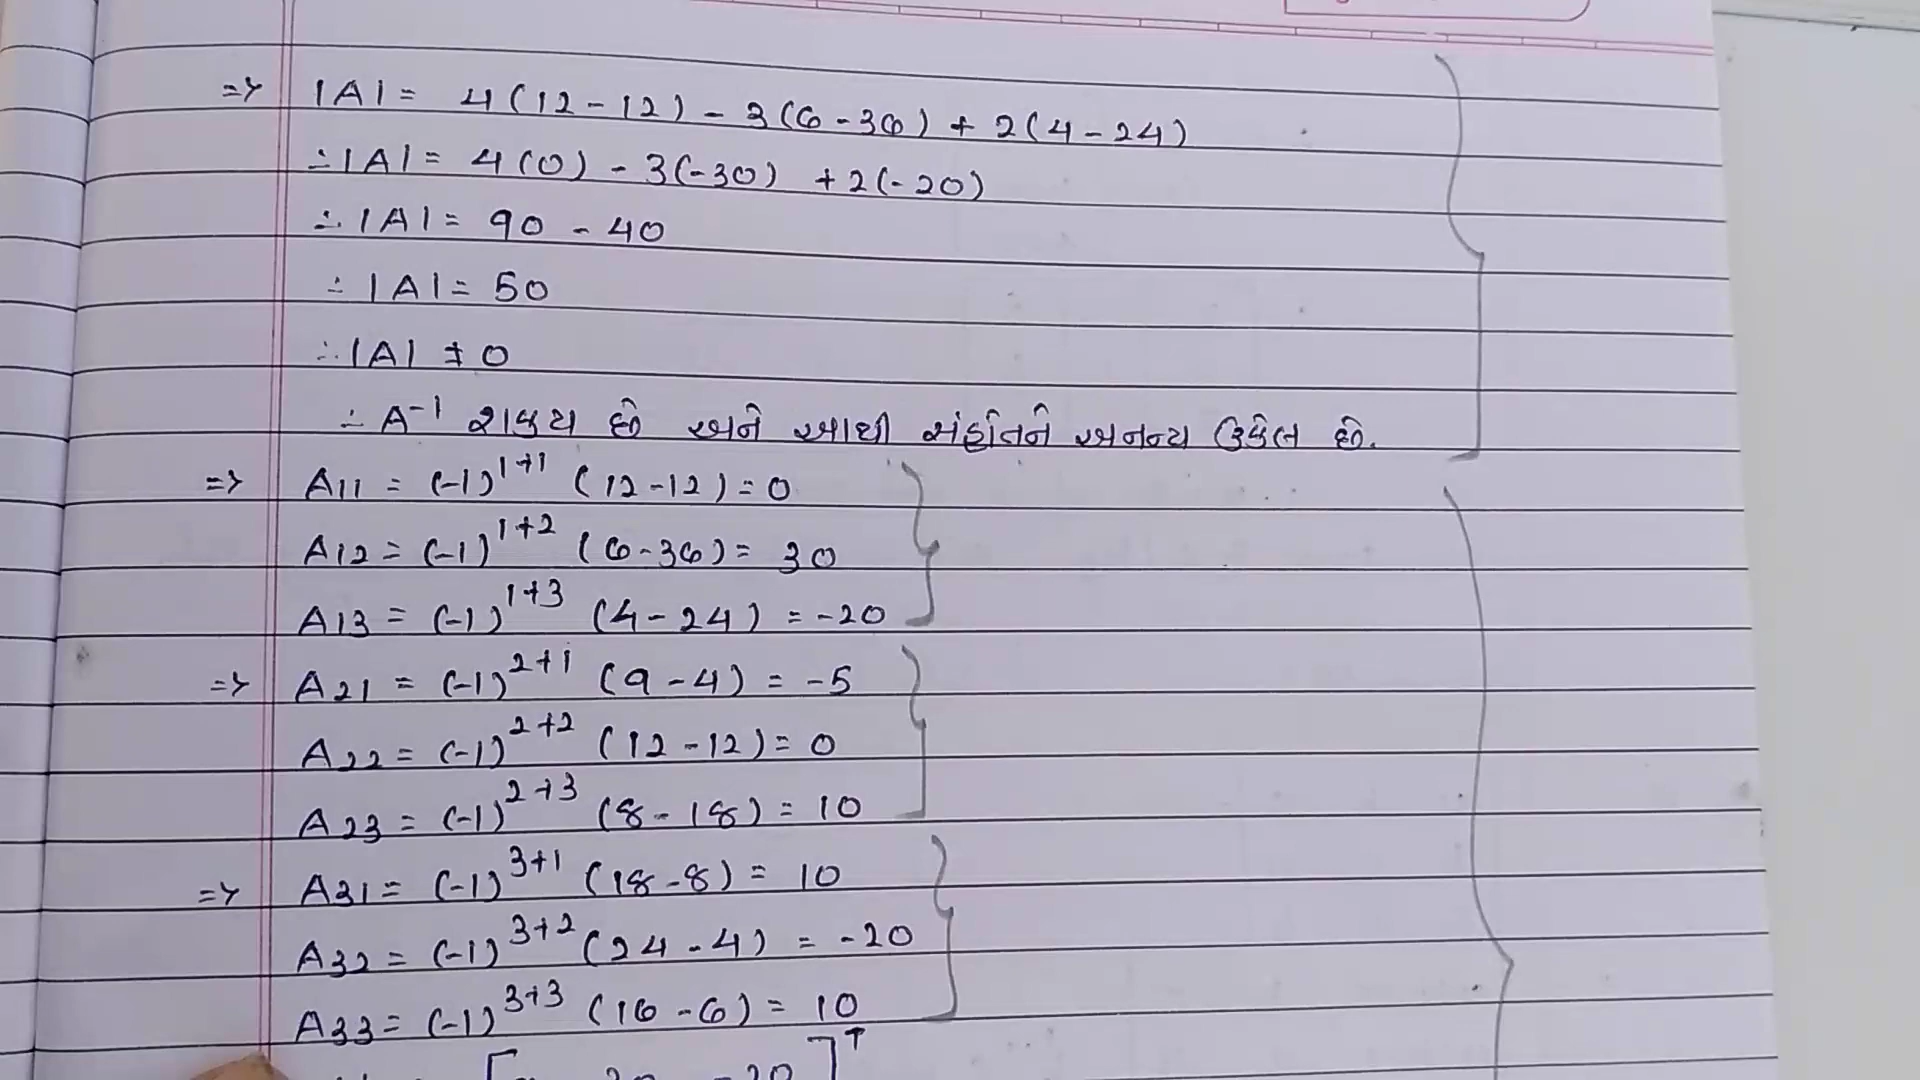 => |A| = 4(12-12) - 3(6-36) + 2(4-24)
∴ |A| = 4(0) - 3(-30) + 2(-20)
∴ |A| = 90 - 40
∴ |A| = 50
∴ |A| ≠ 0
∴ A⁻¹ શક્ય છે અને આથી સંહતિને અનન્ય ઉકેલ છે.
=> A11 = (-1)^1+1 (12-12) = 0
A12 = (-1)^1+2 (6-36) = 30
A13 = (-1)^1+3 (4-24) = -20
=> A21 = (-1)^2+1 (9-4) = -5
A22 = (-1)^2+2 (12-12) = 0
A23 = (-1)^2+3 (8-18) = 10
=> A31 = (-1)^3+1 (18-8) = 10
A32 = (-1)^3+2 (24-4) = -20
A33 = (-1)^3+3 (16-6) = 10